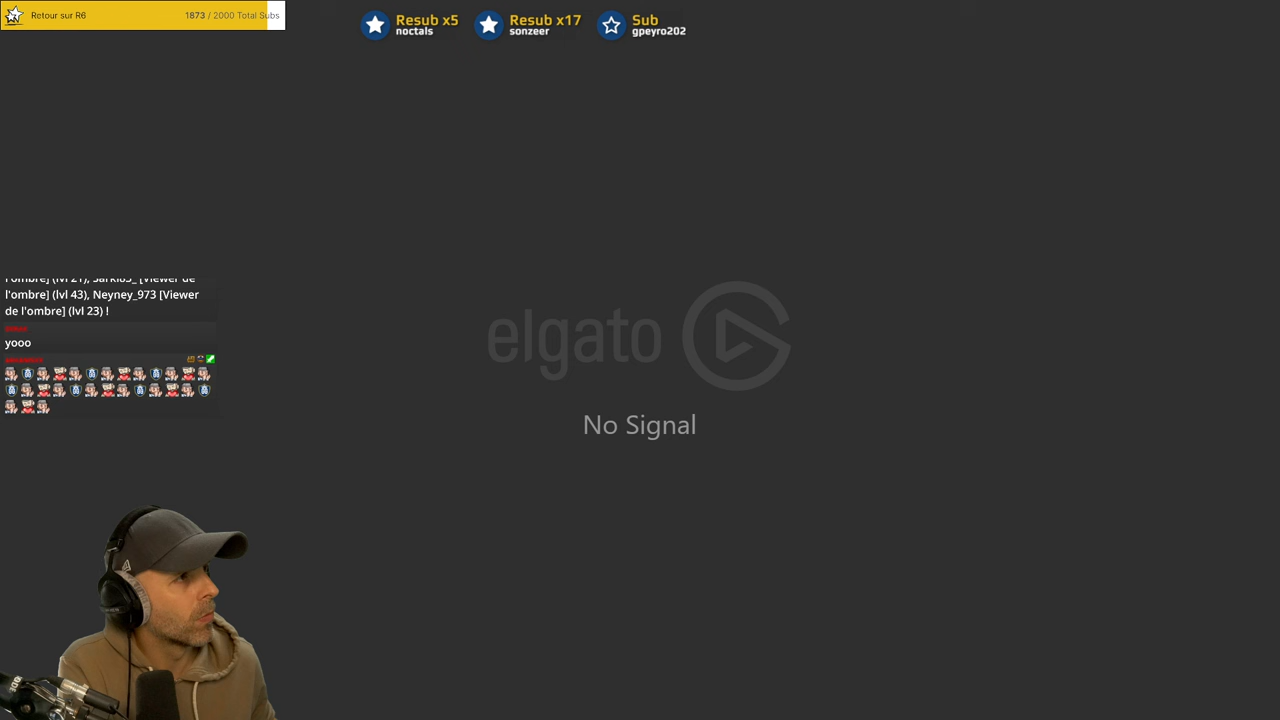 Retour sur R6
1873 / 2000 Total Subs
Resub x5
noctals
Resub x17
sonzeer
Sub
gpeyro202
l'ombre] (lvl 43), Neyney_973 [Viewer
de l'ombre] (lvl 23) !
yooo
elgato
No Signal